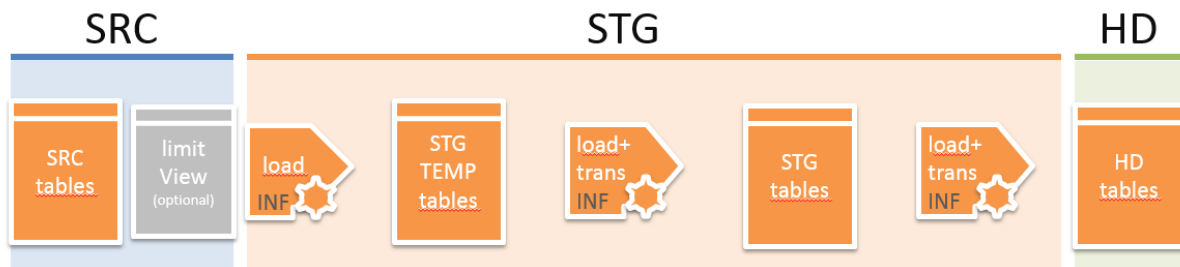 SRC
STG
HD
SRC
tables
limit
View
(optional)
load
INF
STG
TEMP
tables
load+
trans
INF
STG
tables
load+
trans
INF
HD
tables